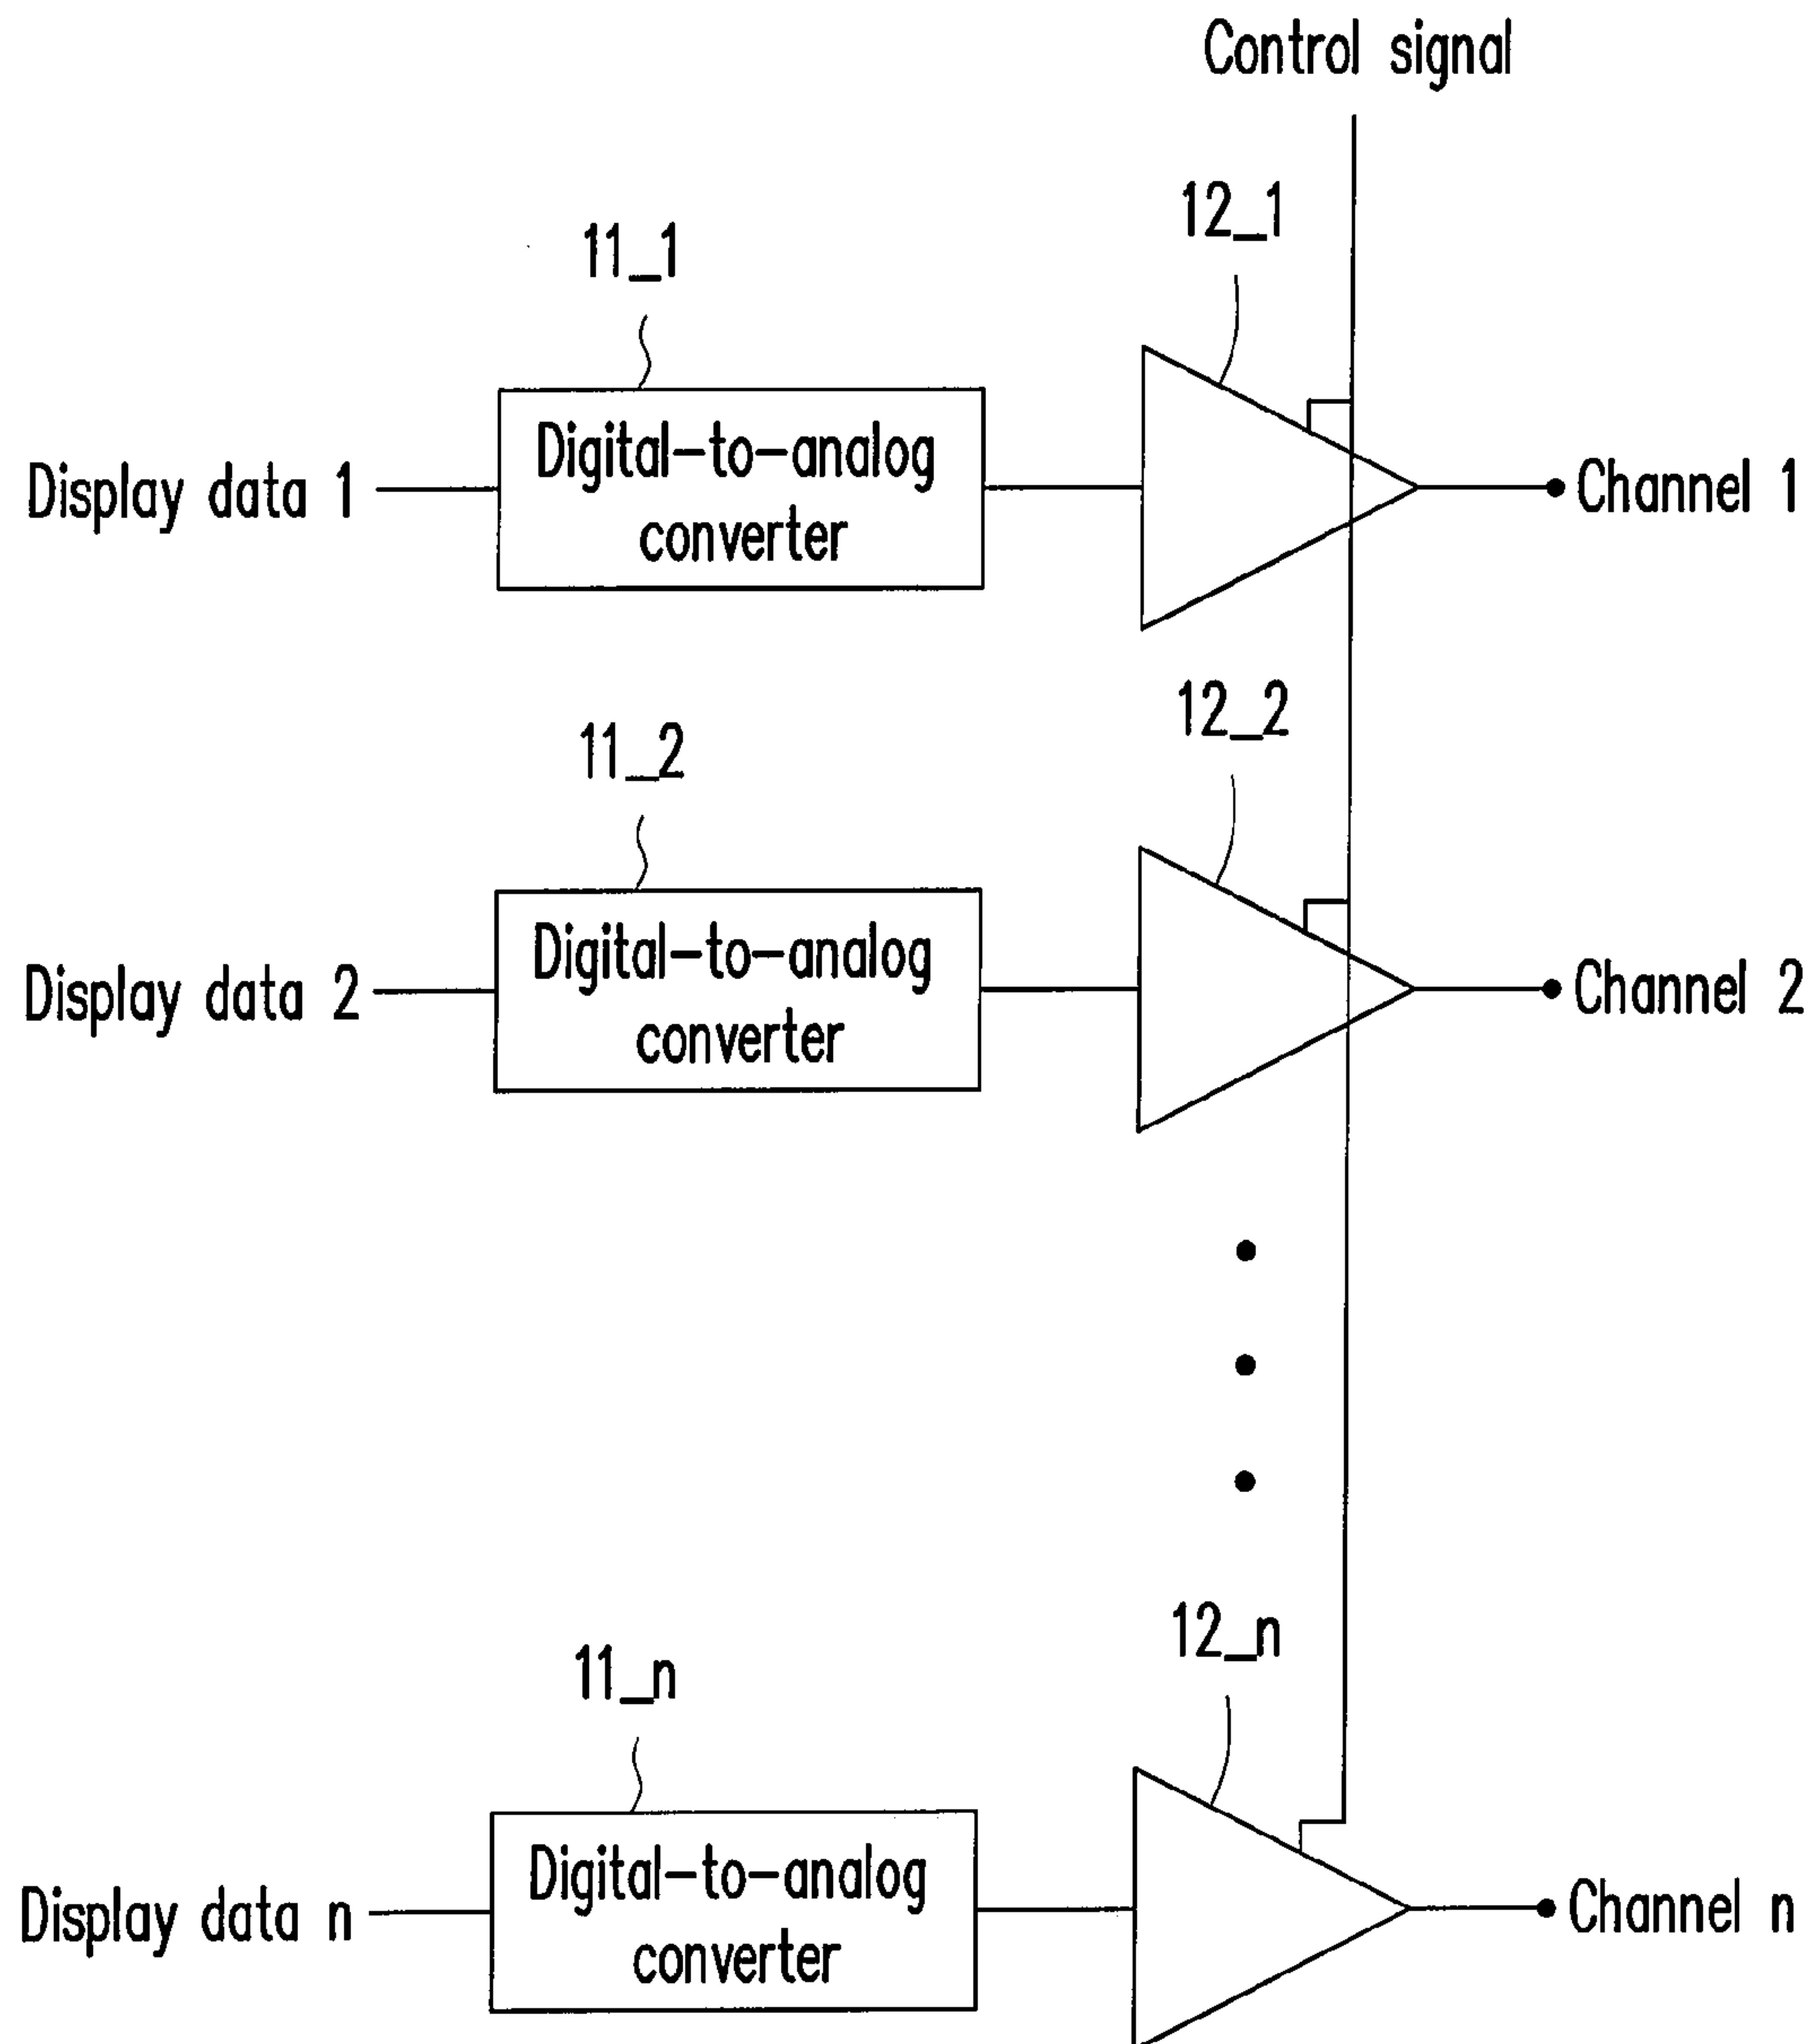 Control signal
12_1
11_1
Display data 1
Digital-to-analog
converter
Channel 1
12_2
11_2
Display data 2
Digital-to-analog
converter
Channel 2
12_n
11_n
Display data n
Digital-to-analog
converter
Channel n